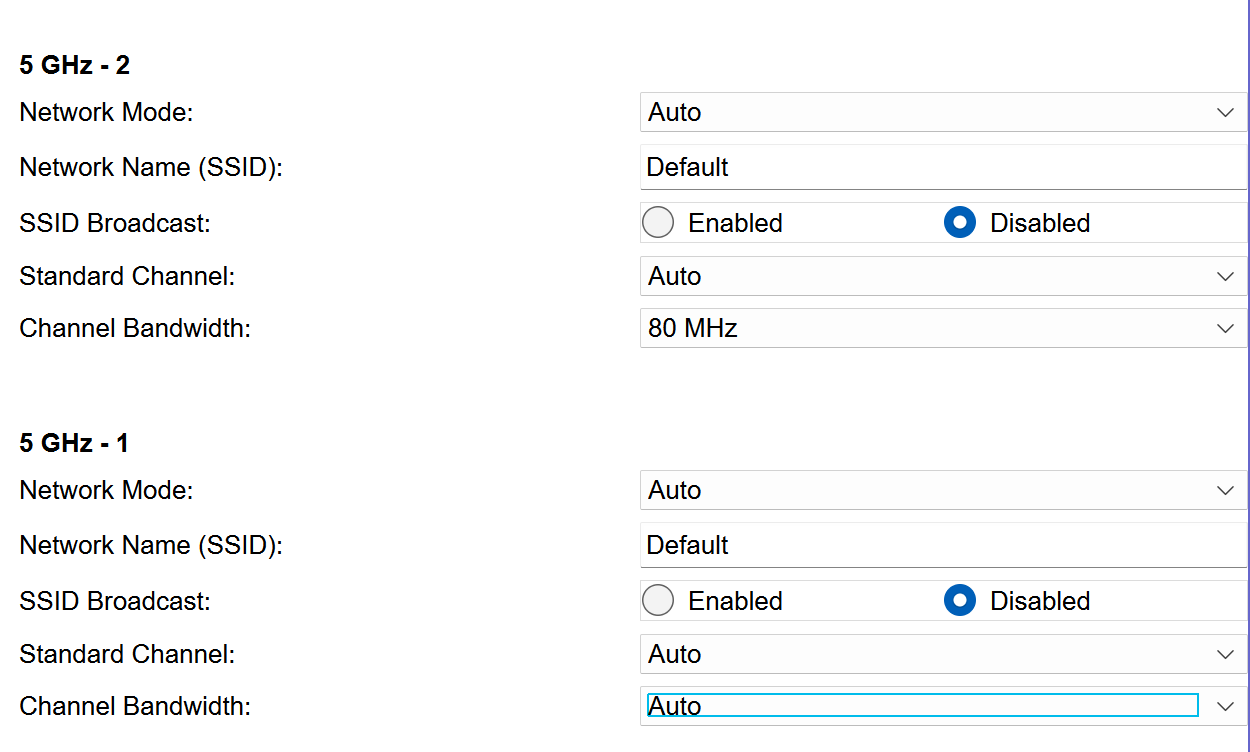 5 GHz - 2
Network Mode: Auto
Network Name (SSID): Default
SSID Broadcast: Enabled Disabled
Standard Channel: Auto
Channel Bandwidth: 80 MHz
5 GHz - 1
Network Mode: Auto
Network Name (SSID): Default
SSID Broadcast: Enabled Disabled
Standard Channel: Auto
Channel Bandwidth: Auto